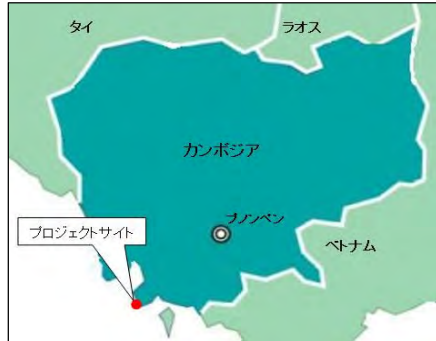 タイ
ラオス
カンボジア
プノンペン
プロジェクトサイト
ベトナム